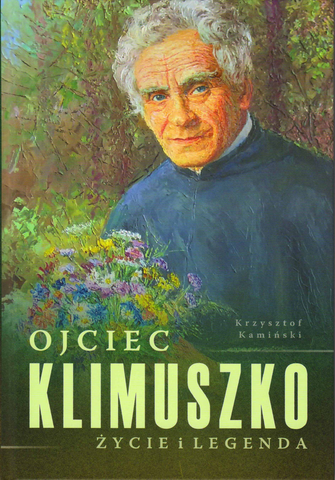 Krzysztof
Kamiński
OJCIEC
KLIMUSZKO
ŻYCIE i LEGENDA